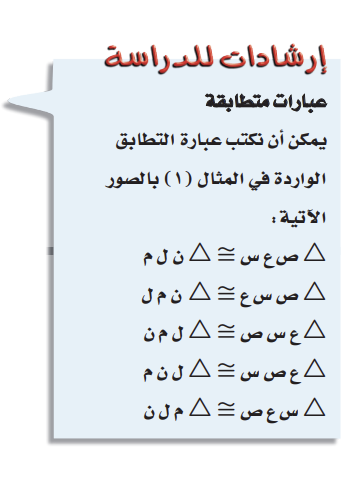 إرشادات للدراسة
عبارات متطابقة
يمكن أن نكتب عبارة التطابق
الواردة في المثال (١) بالصور
الآتية :
△ ص ع س ≅ △ ن ل م
△ ص س ع ≅ △ ن م ل
△ ع س ص ≅ △ ل م ن
△ ع ص س ≅ △ ل ن م
△ س ع ص ≅ △ م ل ن